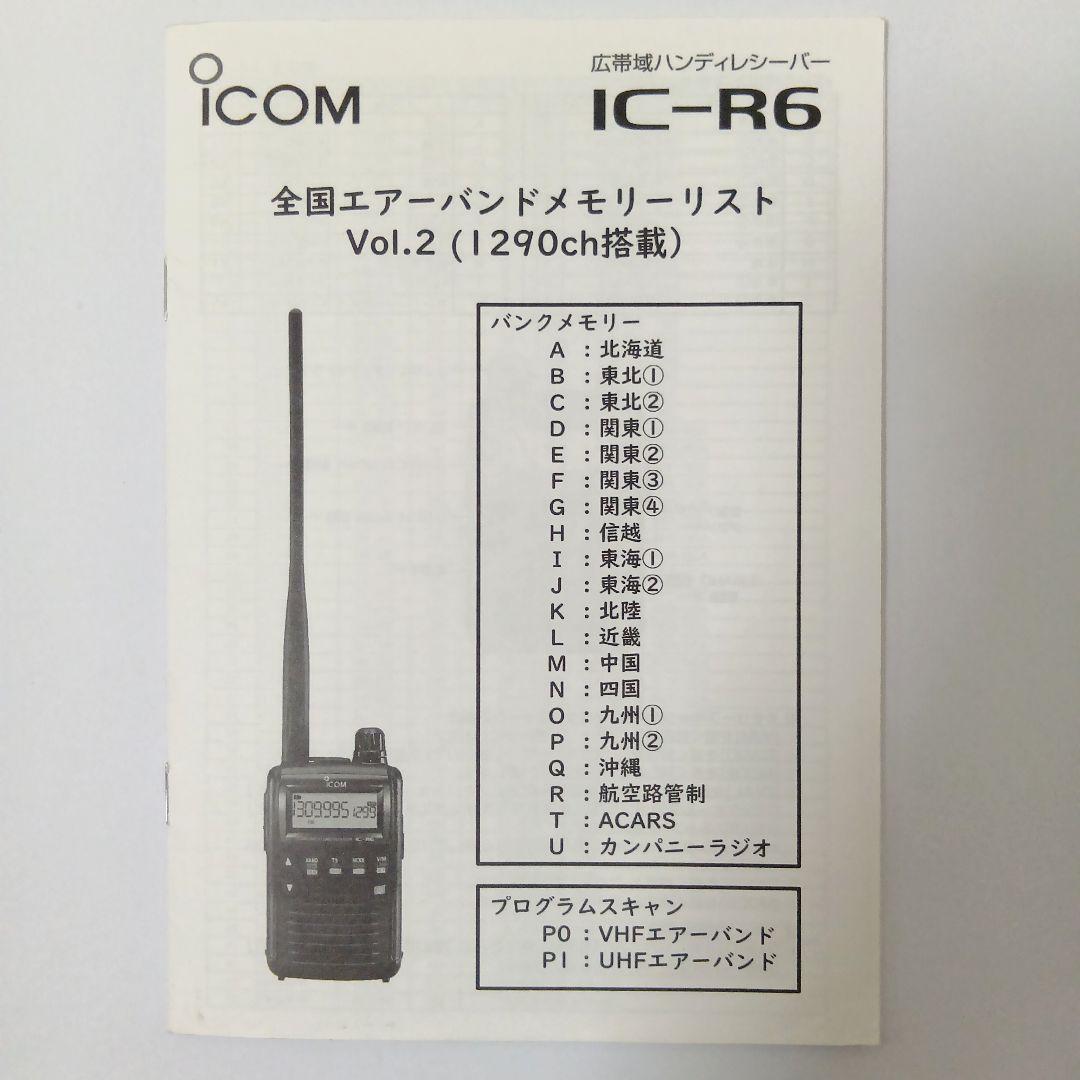 iCOM
広帯域ハンディレシーバー
IC-R6
全国エアーバンドメモリーリスト
Vol.2 (1290ch搭載)
バンクメモリー
A : 北海道
B : 東北①
C : 東北②
D : 関東①
E : 関東②
F : 関東③
G : 関東④
H : 信越
I : 東海①
J : 東海②
K : 北陸
L : 近畿
M : 中国
N : 四国
O : 九州①
P : 九州②
Q : 沖縄
R : 航空路管制
T : ACARS
U : カンパニーラジオ
プログラムスキャン
P0 : VHFエアーバンド
P1 : UHFエアーバンド
iCOM
1309.995 1299
BAND TS MODE V/M